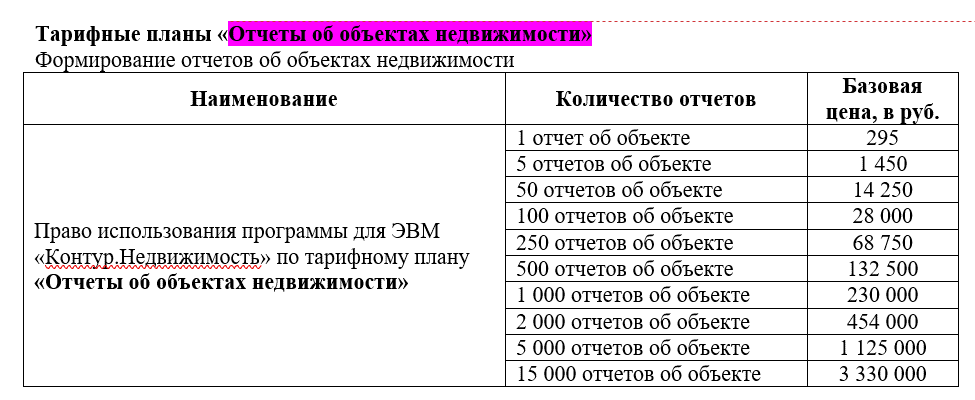 Тарифные планы «Отчеты об объектах недвижимости»
Формирование отчетов об объектах недвижимости
Наименование
Количество отчетов
Базовая
цена, в руб.
Право использования программы для ЭВМ
«Контур.Недвижимость» по тарифному плану
«Отчеты об объектах недвижимости»
1 отчет об объекте 295
5 отчетов об объекте 1 450
50 отчетов об объекте 14 250
100 отчетов об объекте 28 000
250 отчетов об объекте 68 750
500 отчетов об объекте 132 500
1 000 отчетов об объекте 230 000
2 000 отчетов об объекте 454 000
5 000 отчетов об объекте 1 125 000
15 000 отчетов об объекте 3 330 000